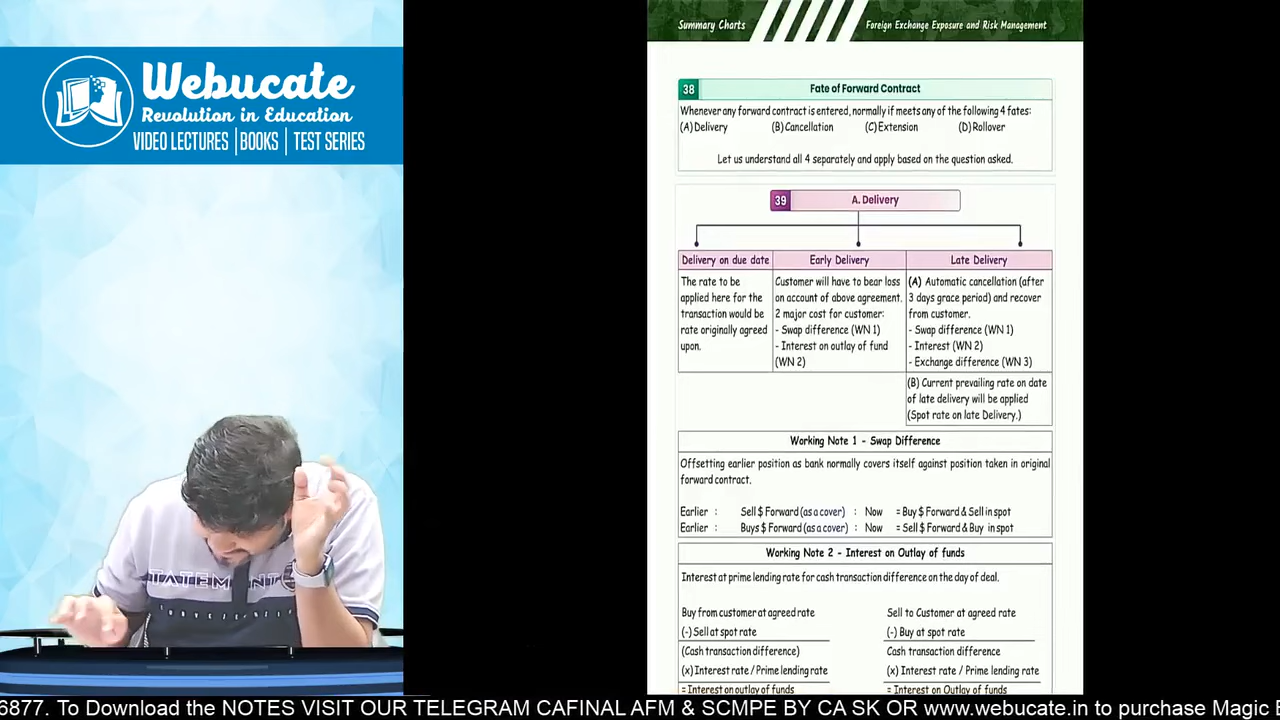 Webucate
Revolution in Education
VIDEO LECTURES | BOOKS | TEST SERIES
Summary Charts
Foreign Exchange Exposure and Risk Management
38
Fate of Forward Contract
Whenever any forward contract is entered, normally if meets any of the following 4 fates:
(A) Delivery (B) Cancellation (C) Extension (D) Rollover
Let us understand all 4 separately and apply based on the question asked.
39
A. Delivery
Delivery on due date
The rate to be
applied here for the
transaction would be
rate originally agreed
upon.
Early Delivery
Customer will have to bear loss
on account of above agreement.
2 major cost for customer:
- Swap difference (WN 1)
- Interest on outlay of fund
(WN 2)
Late Delivery
(A) Automatic cancellation (after
3 days grace period) and recover
from customer.
- Swap difference (WN 1)
- Interest (WN 2)
- Exchange difference (WN 3)
(B) Current prevailing rate on date
of late delivery will be applied
(Spot rate on late Delivery.)
Working Note 1 - Swap Difference
Offsetting earlier position as bank normally covers itself against position taken in original
forward contract.
Earlier : Sell $ Forward (as a cover) : Now = Buy $ Forward & Sell in spot
Earlier : Buys $ Forward (as a cover) : Now = Sell $ Forward & Buy in spot
Working Note 2 - Interest on Outlay of funds
Interest at prime lending rate for cash transaction difference on the day of deal.
Buy from customer at agreed rate
(-) Sell at spot rate
(Cash transaction difference)
(x) Interest rate / Prime lending rate
= Interest on outlay of funds
Sell to Customer at agreed rate
(-) Buy at spot rate
Cash transaction difference
(x) Interest rate / Prime lending rate
= Interest on Outlay of funds
TATEMENT
6877. To Download the NOTES VISIT OUR TELEGRAM CAFINAL AFM & SCMPE BY CA SK OR www.webucate.in to purchase Magic